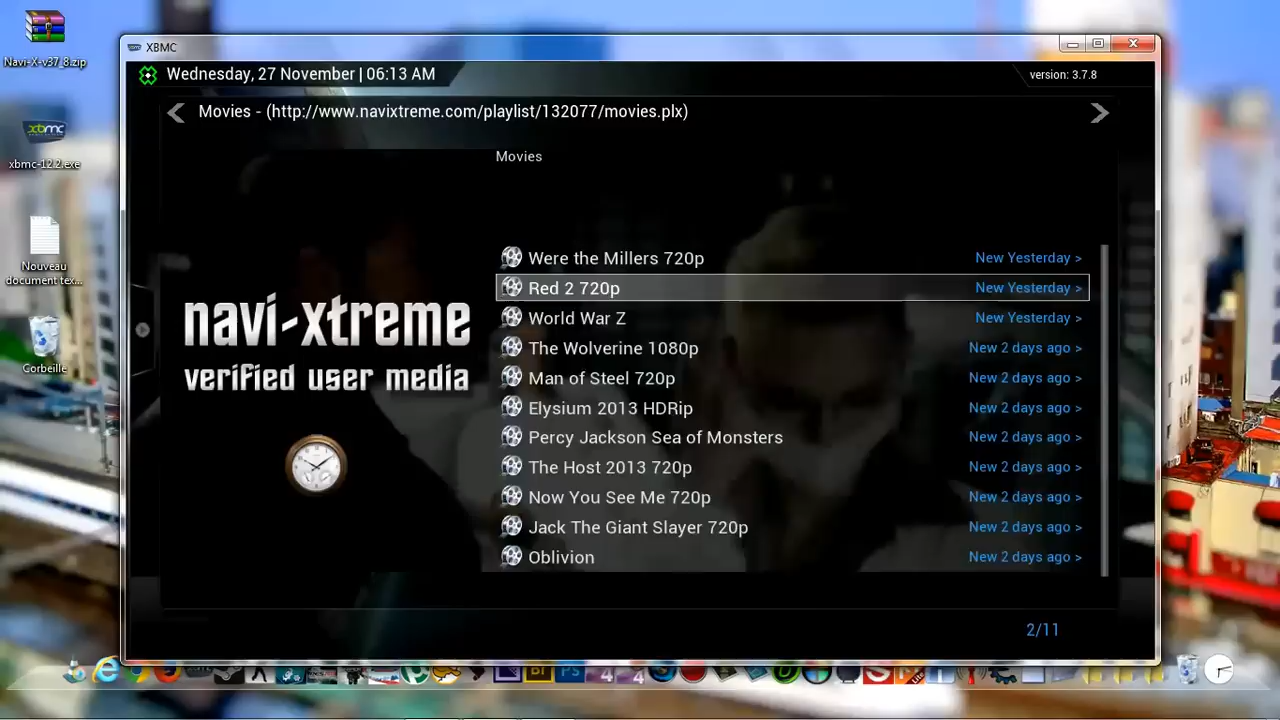 Navi-X-v37_8.zip
xbmc
xbmc-12.2.exe
Nouveau
document tex...
Corbeille
XBMC
Wednesday, 27 November | 06:13 AM
version: 3.7.8
Movies - (http://www.navixtreme.com/playlist/132077/movies.plx)
Movies
navi-xtreme
verified user media
Were the Millers 720p New Yesterday >
Red 2 720p New Yesterday >
World War Z New Yesterday >
The Wolverine 1080p New 2 days ago >
Man of Steel 720p New 2 days ago >
Elysium 2013 HDRip New 2 days ago >
Percy Jackson Sea of Monsters New 2 days ago >
The Host 2013 720p New 2 days ago >
Now You See Me 720p New 2 days ago >
Jack The Giant Slayer 720p New 2 days ago >
Oblivion New 2 days ago >
2/11
Br
Ps
4
4